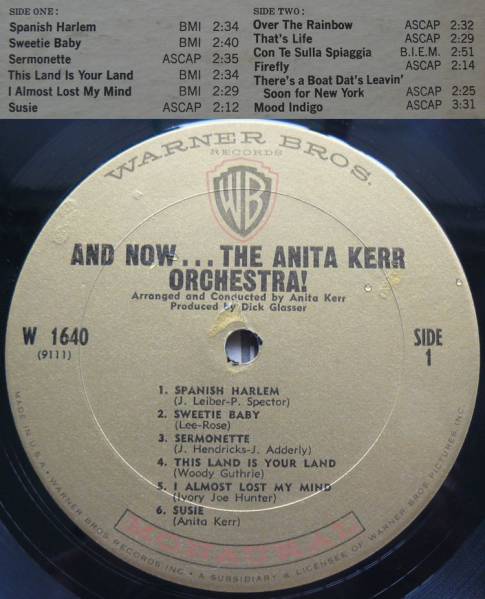 SIDE ONE:
Spanish Harlem BMI 2:34
Sweetie Baby BMI 2:40
Sermonette ASCAP 2:35
This Land Is Your Land BMI 2:34
I Almost Lost My Mind BMI 2:29
Susie ASCAP 2:12
SIDE TWO:
Over The Rainbow ASCAP 2:32
That's Life ASCAP 2:29
Con Te Sulla Spiaggia B.I.E.M. 2:51
Firefly ASCAP 2:14
There's a Boat Dat's Leavin'
Soon for New York ASCAP 2:25
Mood Indigo ASCAP 3:31
WARNER BROS.
RECORDS
WB
AND NOW...THE ANITA KERR
ORCHESTRA!
Arranged and Conducted by Anita Kerr
Produced by Dick Glasser
W 1640
(9111)
SIDE
1
1. SPANISH HARLEM
(J. Leiber-P. Spector)
2. SWEETIE BABY
(Lee-Rose)
3. SERMONETTE
(J. Hendricks-J. Adderly)
4. THIS LAND IS YOUR LAND
(Woody Guthrie)
5. I ALMOST LOST MY MIND
(Ivory Joe Hunter)
6. SUSIE
(Anita Kerr)
MONAURAL
MADE IN U.S.A. • WARNER BROS. RECORDS INC. • A SUBSIDIARY & LICENSEE OF WARNER BROS. PICTURES, INC.